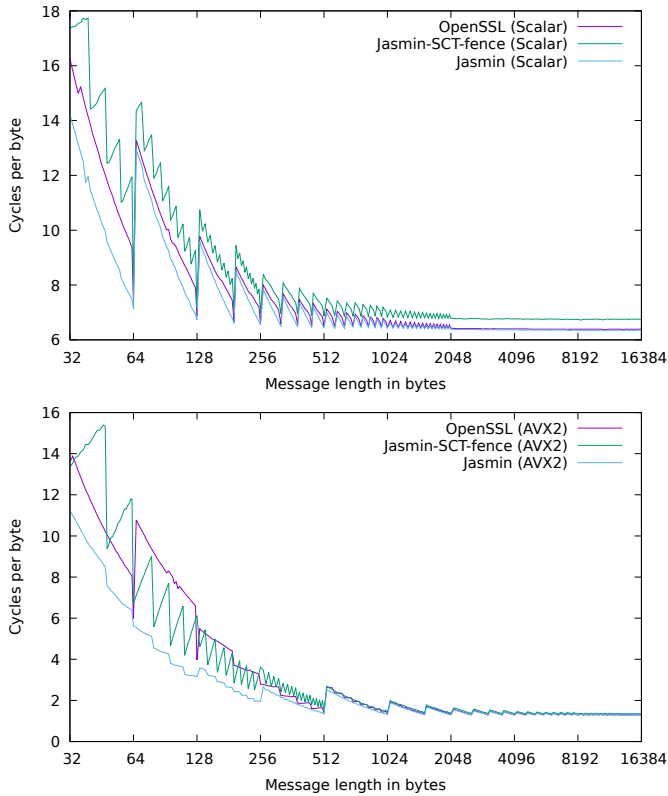 18
16
14
12
10
8
6
Cycles per byte
OpenSSL (Scalar)
Jasmin-SCT-fence (Scalar)
Jasmin (Scalar)
32 64 128 256 512 1024 2048 4096 8192 16384
Message length in bytes
16
14
12
10
8
6
4
2
0
Cycles per byte
OpenSSL (AVX2)
Jasmin-SCT-fence (AVX2)
Jasmin (AVX2)
32 64 128 256 512 1024 2048 4096 8192 16384
Message length in bytes